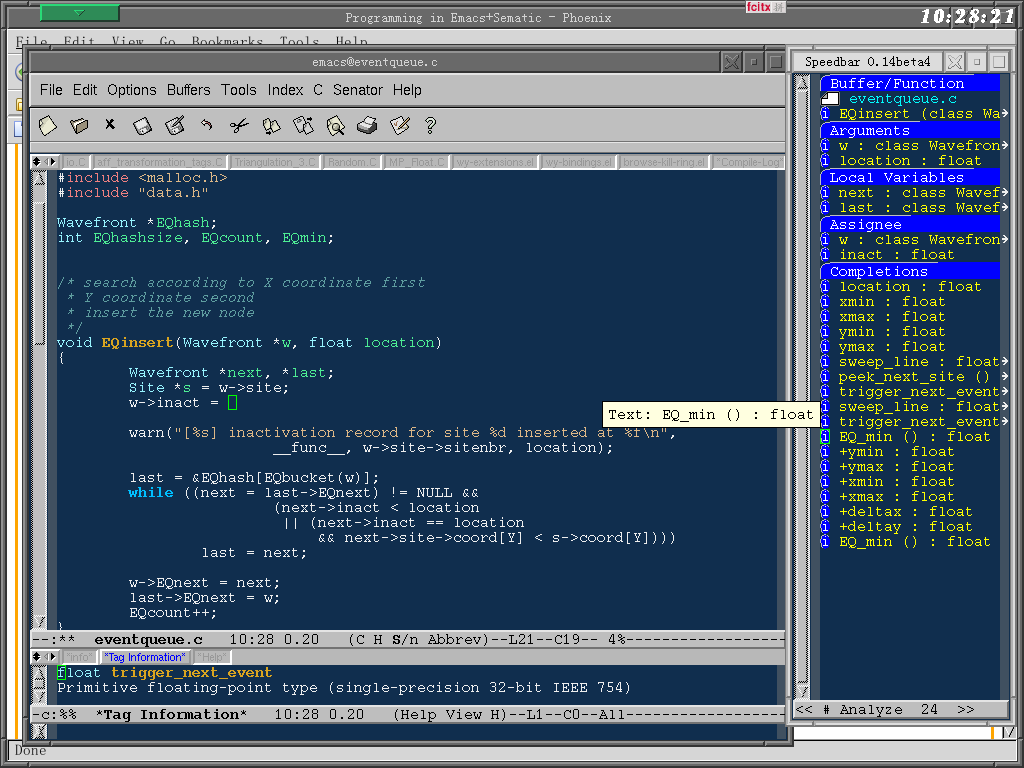 fcitx
Programming in Emacs+Sematic - Phoenix
10:28:21
File Edit View Go Bookmarks Tools Help
emacs@eventqueue.c
File Edit Options Buffers Tools Index C Senator Help
io.C aff_transformation_tags.C Triangulation_3.C Random.C MP_Float.C wy-extensions.el wy-bindings.el browse-kill-ring.el *Compile-Log*
#include <malloc.h>
#include "data.h"
Wavefront *EQhash;
int EQhashsize, EQcount, EQmin;
/* search according to X coordinate first
* Y coordinate second
* insert the new node
*/
void EQinsert(Wavefront *w, float location)
{
Wavefront *next, *last;
Site *s = w->site;
w->inact =
warn("[%s] inactivation record for site %d inserted at %f\n",
__func__, w->site->sitenbr, location);
last = &EQhash[EQbucket(w)];
while ((next = last->EQnext) != NULL &&
(next->inact < location
|| (next->inact == location
&& next->site->coord[Y] < s->coord[Y])))
last = next;
w->EQnext = next;
last->EQnext = w;
EQcount++;
}
--:** eventqueue.c 10:28 0.20 (C H S/n Abbrev)--L21--C19-- 4%------------------
*info* *Tag Information* *Help*
float trigger_next_event
Primitive floating-point type (single-precision 32-bit IEEE 754)
-c:%% *Tag Information* 10:28 0.20 (Help View H)--L1--C0--All------------------
Done
Speedbar 0.14beta4
Buffer/Function
eventqueue.c
i EQinsert (class Wa
Arguments
i w : class Wavefron
i location : float
Local Variables
i next : class Wavef
i last : class Wavef
Assignee
i w : class Wavefron
i inact : float
Completions
i location : float
i xmin : float
i xmax : float
i ymin : float
i ymax : float
i sweep_line : float
i peek_next_site ()
i trigger_next_event
i sweep_line : float
i trigger_next_event
i EQ_min () : float
i +ymin : float
i +ymax : float
i +xmin : float
i +xmax : float
i +deltax : float
i +deltay : float
i EQ_min () : float
<< # Analyze 24 >>
Text: EQ_min () : float